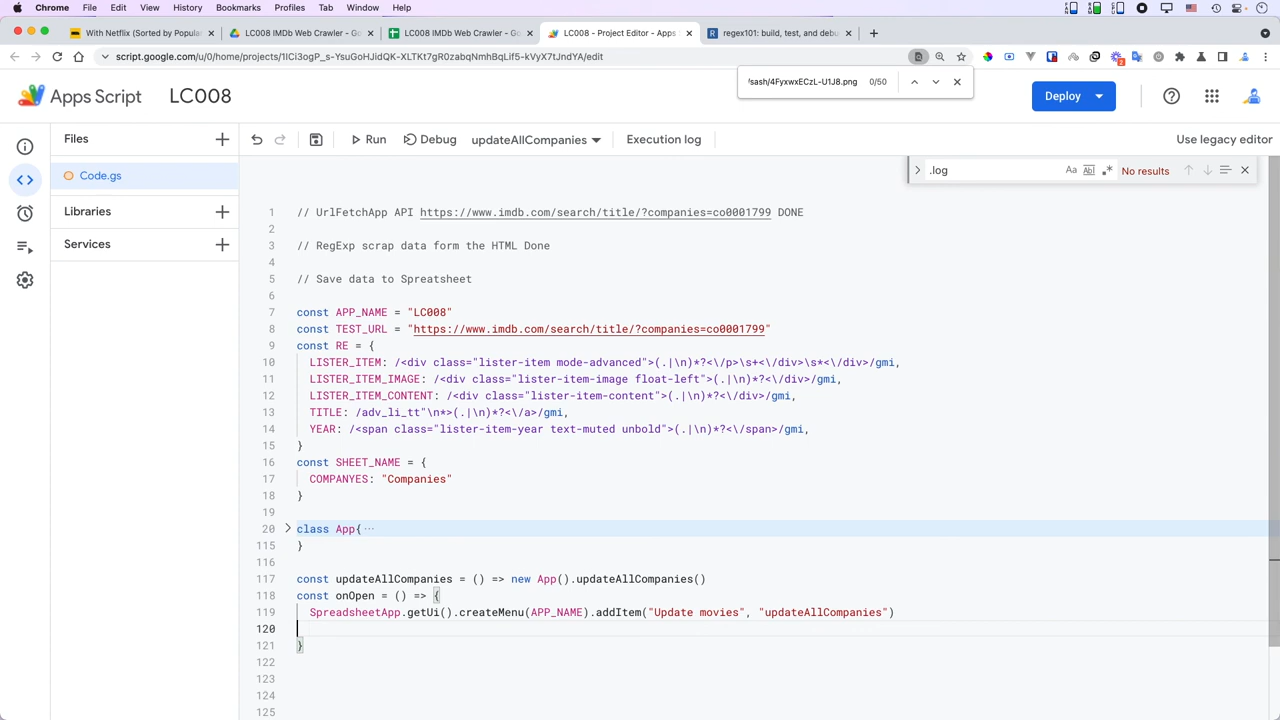 Chrome File Edit View History Bookmarks Profiles Tab Window Help
With Netflix (Sorted by Popula
LC008 IMDb Web Crawler - Go
LC008 IMDb Web Crawler - Go
LC008 - Project Editor - Apps S
regex101: build, test, and debu
script.google.com/u/0/home/projects/1lCi3ogP_s-YsuGoHJidQK-XLTKt7gR0zabqNmhBqLif5-kVyX7tJndYA/edit
!sash/4FyxwxECzL-U1J8.png 0/50
Apps Script LC008
Deploy
Files
updateAllCompanies
Run Debug Execution log Use legacy editor
Code.gs
Libraries
Services
.log No results
1 // UrlFetchApp API https://www.imdb.com/search/title/?companies=co0001799 DONE
2
3 // RegExp scrap data form the HTML Done
4
5 // Save data to Spreatsheet
6
7 const APP_NAME = "LC008"
8 const TEST_URL = "https://www.imdb.com/search/title/?companies=co0001799"
9 const RE = {
10 LISTER_ITEM: /<div class="lister-item mode-advanced">(.|\n)*?<\/p>\s+<\/div>\s*<\/div>/gmi,
11 LISTER_ITEM_IMAGE: /<div class="lister-item-image float-left">(.|\n)*?<\/div>/gmi,
12 LISTER_ITEM_CONTENT: /<div class="lister-item-content">(.|\n)*?<\/div>/gmi,
13 TITLE: /adv_li_tt"\n*>(.|\n)*?<\/a>/gmi,
14 YEAR: /<span class="lister-item-year text-muted unbold">(.|\n)*?<\/span>/gmi,
15 }
16 const SHEET_NAME = {
17 COMPANYES: "Companies"
18 }
19
20 class App{
115 }
116
117 const updateAllCompanies = () => new App().updateAllCompanies()
118 const onOpen = () => {
119 SpreadsheetApp.getUi().createMenu(APP_NAME).addItem("Update movies", "updateAllCompanies")
120
121 }
122
123
124
125